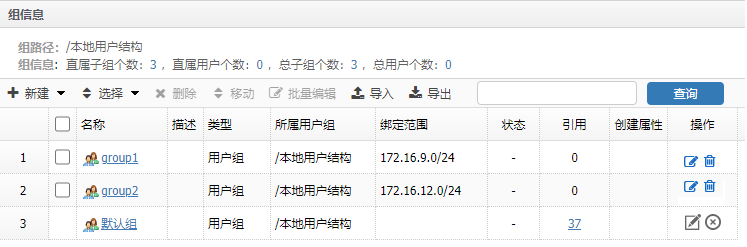 组信息
组路径: /本地用户结构
组信息: 直属子组个数: 3 , 直属用户个数: 0 , 总子组个数: 3 , 总用户个数: 0
新建 选择 删除 移动 批量编辑 导入 导出 查询
名称 描述 类型 所属用户组 绑定范围 状态 引用 创建属性 操作
1 group1 用户组 /本地用户结构 172.16.9.0/24 - 0
2 group2 用户组 /本地用户结构 172.16.12.0/24 - 0
3 默认组 用户组 /本地用户结构 - 37